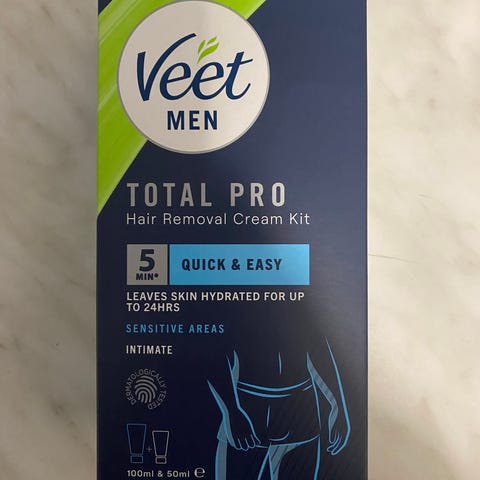 Veet
MEN
TOTAL PRO
Hair Removal Cream Kit
5
MIN*
QUICK & EASY
LEAVES SKIN HYDRATED FOR UP
TO 24HRS
SENSITIVE AREAS
INTIMATE
DERMATOLOGICALLY TESTED
+
100ml & 50ml ℮